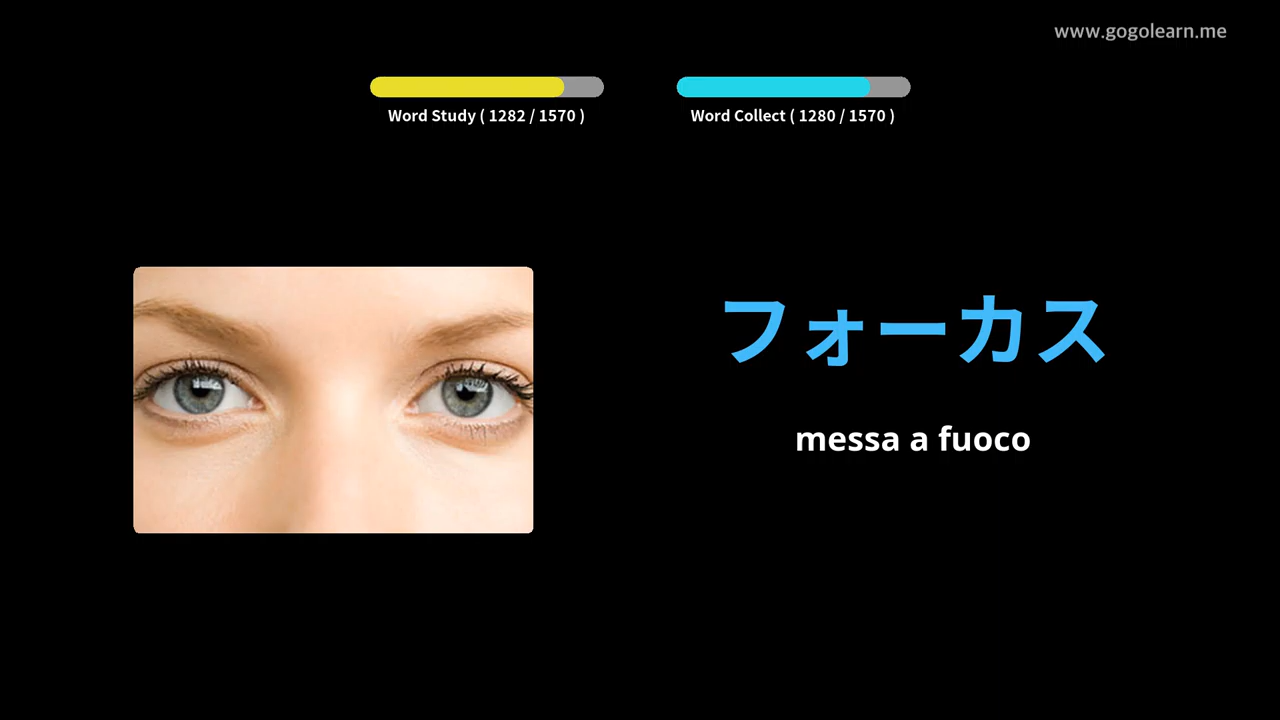 www.gogolearn.me
Word Study ( 1282 / 1570 )
Word Collect ( 1280 / 1570 )
フォーカス
messa a fuoco